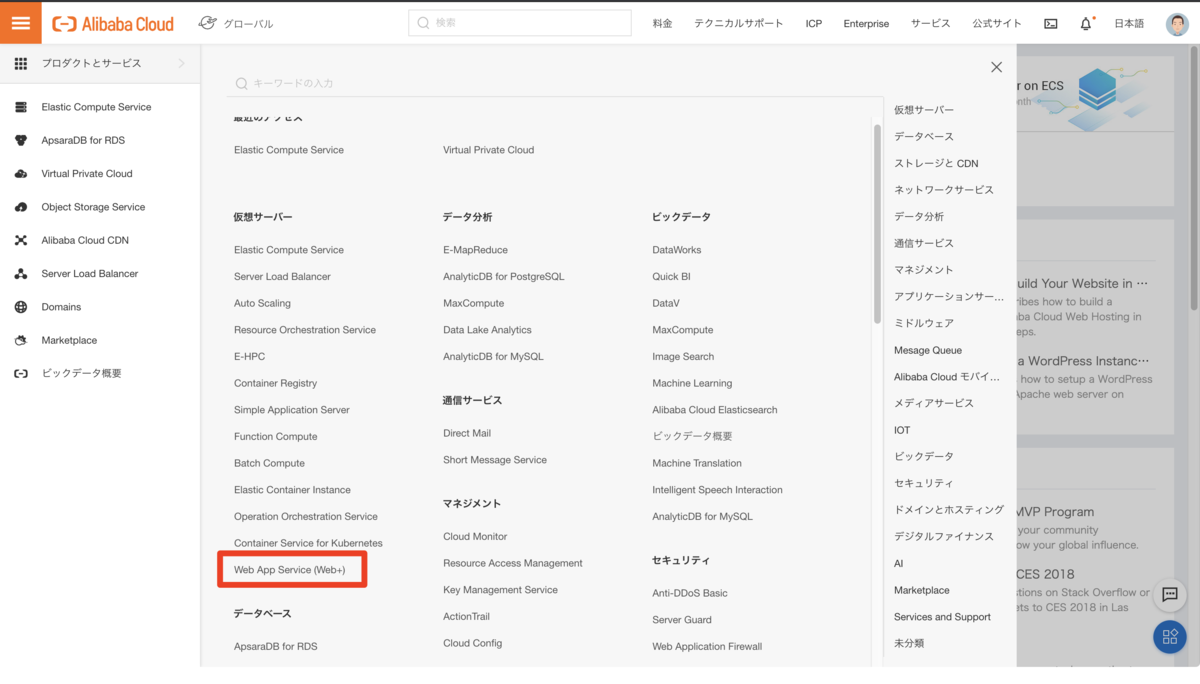 Alibaba Cloud
グローバル
検索
料金
テクニカルサポート
ICP
Enterprise
サービス
公式サイト
日本語
プロダクトとサービス
Elastic Compute Service
ApsaraDB for RDS
Virtual Private Cloud
Object Storage Service
Alibaba Cloud CDN
Server Load Balancer
Domains
Marketplace
ビックデータ概要
キーワードの入力
最近のアクセス
Elastic Compute Service
Virtual Private Cloud
仮想サーバー
Elastic Compute Service
Server Load Balancer
Auto Scaling
Resource Orchestration Service
E-HPC
Container Registry
Simple Application Server
Function Compute
Batch Compute
Elastic Container Instance
Operation Orchestration Service
Container Service for Kubernetes
Web App Service (Web+)
データベース
ApsaraDB for RDS
データ分析
E-MapReduce
AnalyticDB for PostgreSQL
MaxCompute
Data Lake Analytics
AnalyticDB for MySQL
通信サービス
Direct Mail
Short Message Service
マネジメント
Cloud Monitor
Resource Access Management
Key Management Service
ActionTrail
Cloud Config
ビックデータ
DataWorks
Quick BI
DataV
MaxCompute
Image Search
Machine Learning
Alibaba Cloud Elasticsearch
ビックデータ概要
Machine Translation
Intelligent Speech Interaction
AnalyticDB for MySQL
セキュリティ
Anti-DDoS Basic
Server Guard
Web Application Firewall
仮想サーバー
データベース
ストレージと CDN
ネットワークサービス
データ分析
通信サービス
マネジメント
アプリケーションサー...
ミドルウェア
Mesage Queue
Alibaba Cloud モバイ...
メディアサービス
IOT
ビックデータ
セキュリティ
ドメインとホスティング
デジタルファイナンス
AI
Marketplace
Services and Support
未分類
r on ECS
nth
uild Your Website in ···
ribes how to build a
aba Cloud Web Hosting in
eps.
a WordPress Instanc···
how to setup a WordPress
Apache web server on
MVP Program
your community
ow your global influence.
CES 2018
stions on Stack Overflow or
ets to CES 2018 in Las